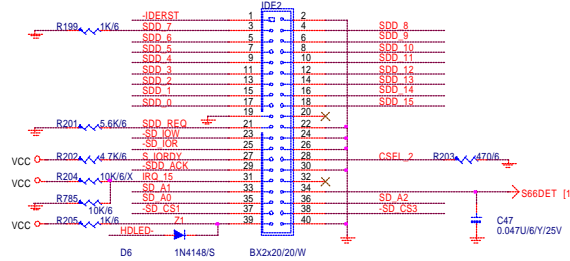 IDE2
-IDERST 1 2
R199 1K/6 SDD_7 3 4 SDD_8
SDD_6 5 6 SDD_9
SDD_5 7 8 SDD_10
SDD_4 9 10 SDD_11
SDD_3 11 12 SDD_12
SDD_2 13 14 SDD_13
SDD_1 15 16 SDD_14
SDD_0 17 18 SDD_15
19 20
R201 5.6K/6 SDD_REQ 21 22
-SD_IOW 23 24
-SD_IOR 25 26
VCC R202 4.7K/6 S_IORDY 27 28 CSEL_2 R203 470/6
-SDD_ACK 29 30
VCC R204 10K/6/X IRQ_15 31 32
SD_A1 33 34 S66DET [1
R785 10K/6 SD_A0 35 36 SD_A2
-SD_CS1 37 38 -SD_CS3
VCC R205 1K/6 Z1 39 40
HDLED-
C47
0.047U/6/Y/25V
D6 1N4148/S BX2x20/20/W